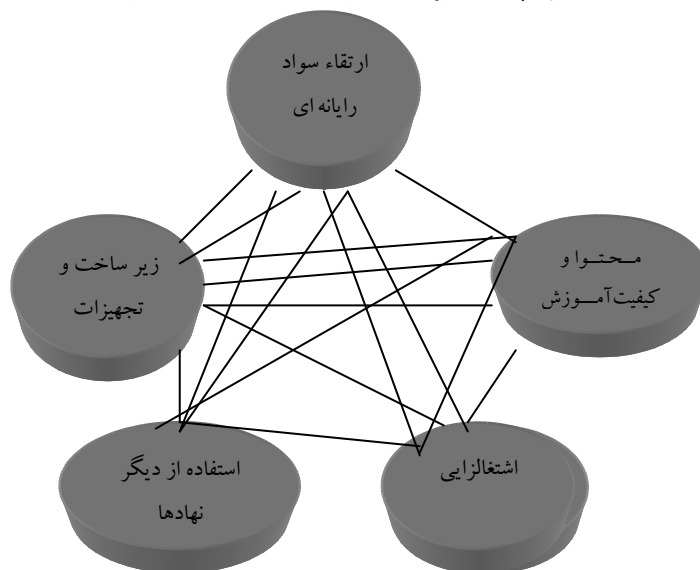 ارتقاء سواد
رایانه ای
محتوا و
کیفیت آموزش
زیر ساخت و
تجهیزات
استفاده از دیگر
نهادها
اشتغالزایی